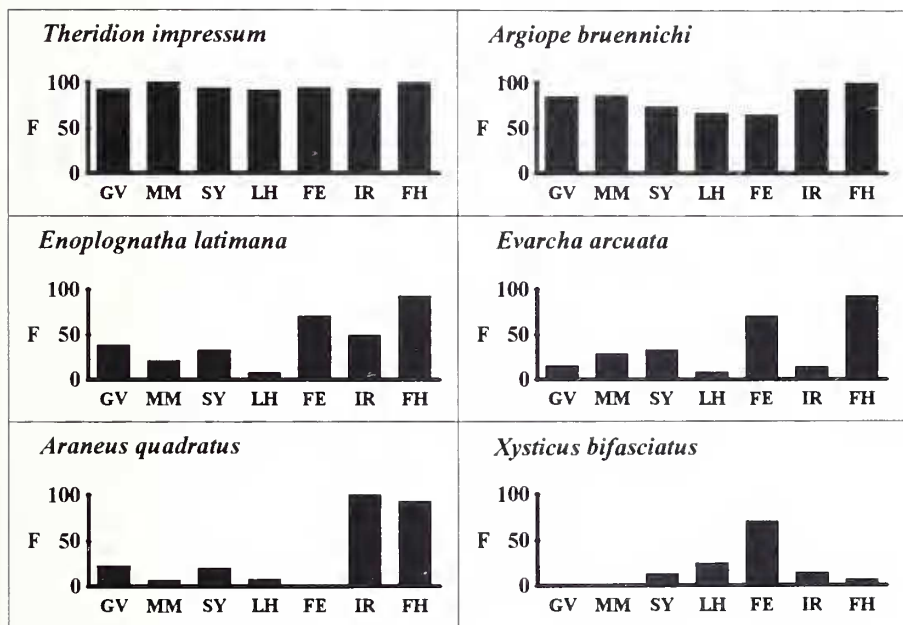 Theridion impressum
100
F 50
0
GV MM SY LH FE IR FH
Argiope bruennichi
100
F 50
0
GV MM SY LH FE IR FH
Enoplognatha latimana
100
F 50
0
GV MM SY LH FE IR FH
Evarcha arcuata
100
F 50
0
GV MM SY LH FE IR FH
Araneus quadratus
100
F 50
0
GV MM SY LH FE IR FH
Xysticus bifasciatus
100
F 50
0
GV MM SY LH FE IR FH